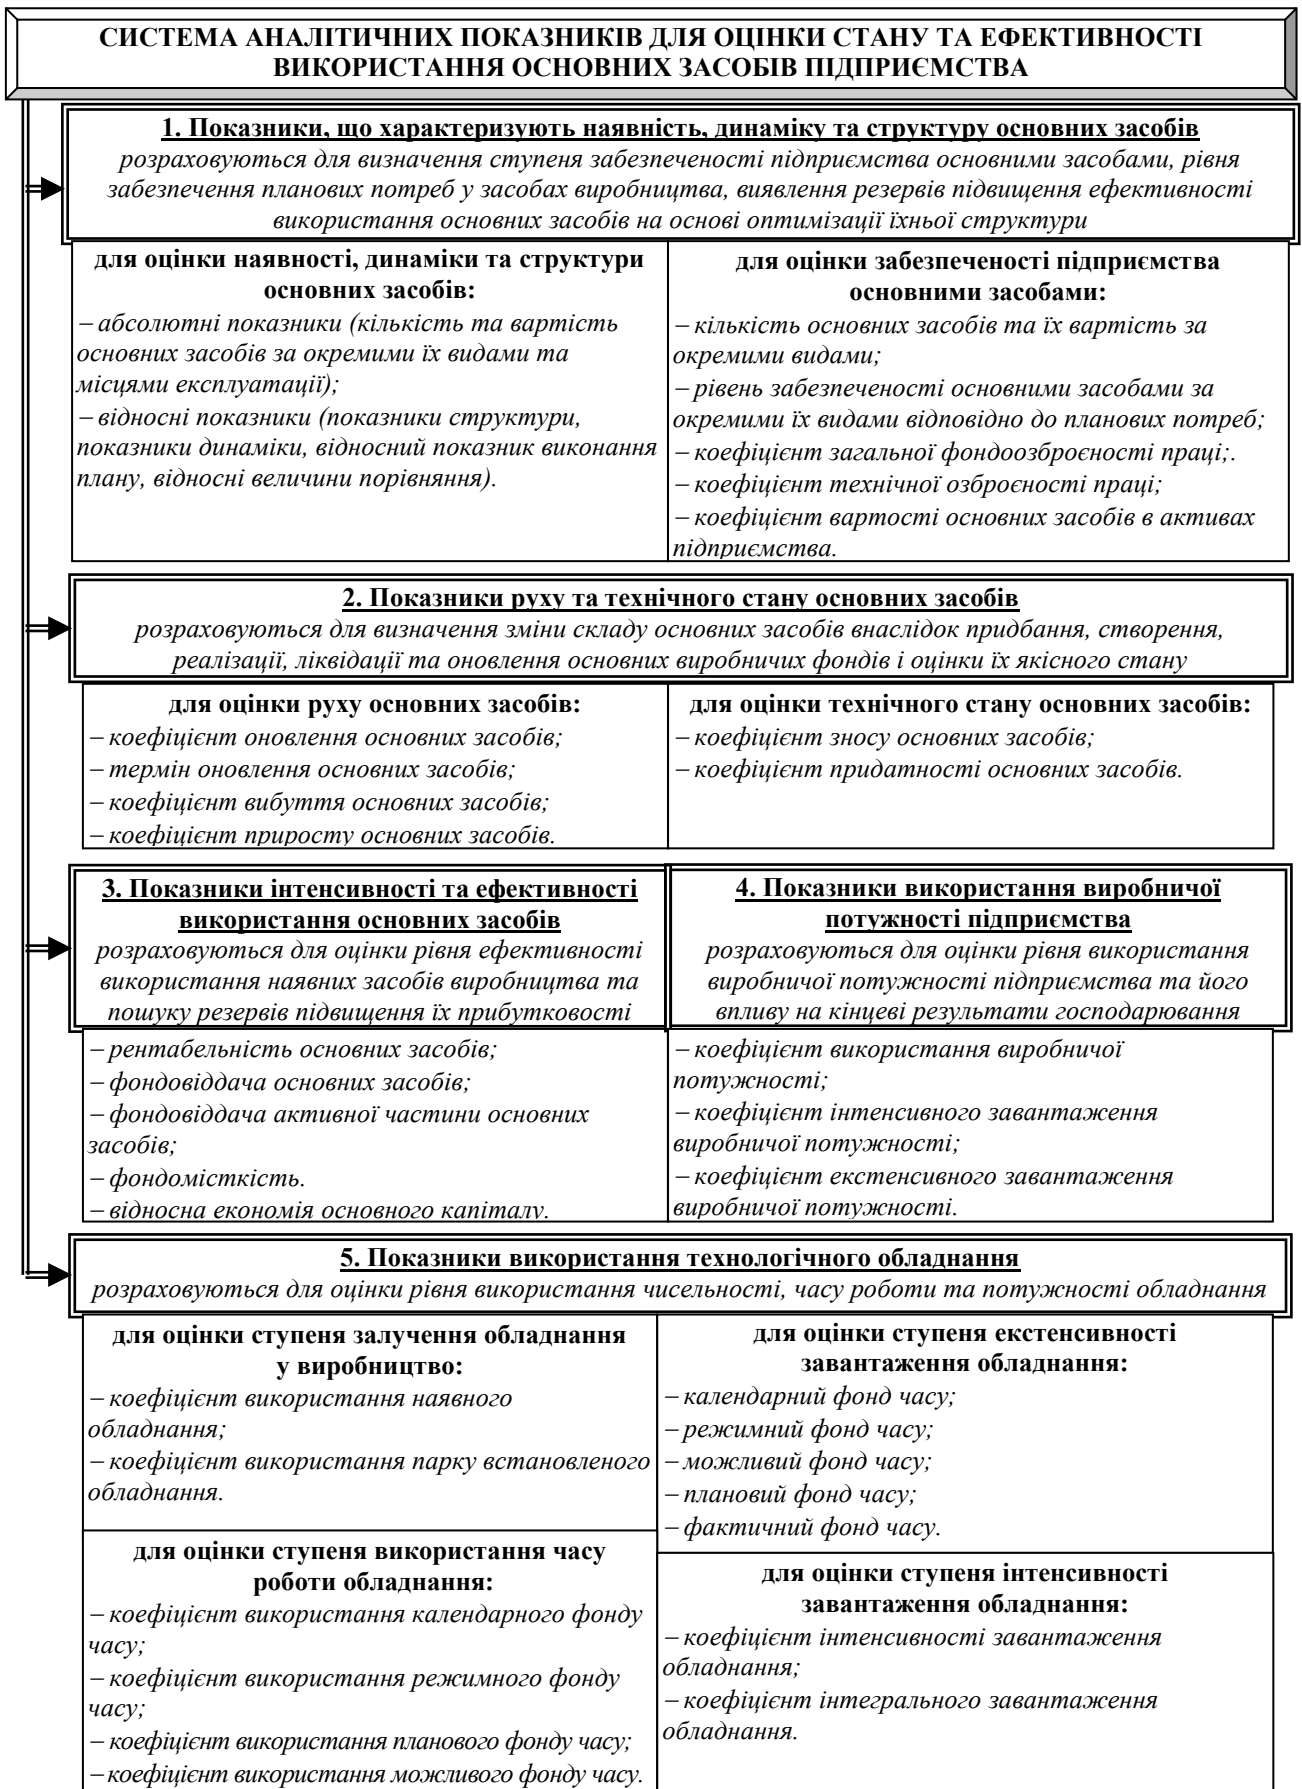 СИСТЕМА АНАЛІТИЧНИХ ПОКАЗНИКІВ ДЛЯ ОЦІНКИ СТАНУ ТА ЕФЕКТИВНОСТІ
ВИКОРИСТАННЯ ОСНОВНИХ ЗАСОБІВ ПІДПРИЄМСТВА
1. Показники, що характеризують наявність, динаміку та структуру основних засобів
розраховуються для визначення ступеня забезпеченості підприємства основними засобами, рівня
забезпечення планових потреб у засобах виробництва, виявлення резервів підвищення ефективності
використання основних засобів на основі оптимізації їхньої структури
для оцінки наявності, динаміки та структури
основних засобів:
– абсолютні показники (кількість та вартість
основних засобів за окремими їх видами та
місцями експлуатації);
– відносні показники (показники структури,
показники динаміки, відносний показник виконання
плану, відносні величини порівняння).
для оцінки забезпеченості підприємства
основними засобами:
– кількість основних засобів та їх вартість за
окремими видами;
– рівень забезпеченості основними засобами за
окремими їх видами відповідно до планових потреб;
– коефіцієнт загальної фондоозброєності праці;.
– коефіцієнт технічної озброєності праці;
– коефіцієнт вартості основних засобів в активах
підприємства.
2. Показники руху та технічного стану основних засобів
розраховуються для визначення зміни складу основних засобів внаслідок придбання, створення,
реалізації, ліквідації та оновлення основних виробничих фондів і оцінки їх якісного стану
для оцінки руху основних засобів:
– коефіцієнт оновлення основних засобів;
– термін оновлення основних засобів;
– коефіцієнт вибуття основних засобів;
– коефіцієнт приросту основних засобів.
для оцінки технічного стану основних засобів:
– коефіцієнт зносу основних засобів;
– коефіцієнт придатності основних засобів.
3. Показники інтенсивності та ефективності
використання основних засобів
розраховуються для оцінки рівня ефективності
використання наявних засобів виробництва та
пошуку резервів підвищення їх прибутковості
– рентабельність основних засобів;
– фондовіддача основних засобів;
– фондовіддача активної частини основних
засобів;
– фондомісткість.
– відносна економія основного капіталу.
4. Показники використання виробничої
потужності підприємства
розраховуються для оцінки рівня використання
виробничої потужності підприємства та його
впливу на кінцеві результати господарювання
– коефіцієнт використання виробничої
потужності;
– коефіцієнт інтенсивного завантаження
виробничої потужності;
– коефіцієнт екстенсивного завантаження
виробничої потужності.
5. Показники використання технологічного обладнання
розраховуються для оцінки рівня використання чисельності, часу роботи та потужності обладнання
для оцінки ступеня залучення обладнання
у виробництво:
– коефіцієнт використання наявного
обладнання;
– коефіцієнт використання парку встановленого
обладнання.
для оцінки ступеня екстенсивності
завантаження обладнання:
– календарний фонд часу;
– режимний фонд часу;
– можливий фонд часу;
– плановий фонд часу;
– фактичний фонд часу.
для оцінки ступеня використання часу
роботи обладнання:
– коефіцієнт використання календарного фонду
часу;
– коефіцієнт використання режимного фонду
часу;
– коефіцієнт використання планового фонду часу;
– коефіцієнт використання можливого фонду часу.
для оцінки ступеня інтенсивності
завантаження обладнання:
– коефіцієнт інтенсивності завантаження
обладнання;
– коефіцієнт інтегрального завантаження
обладнання.